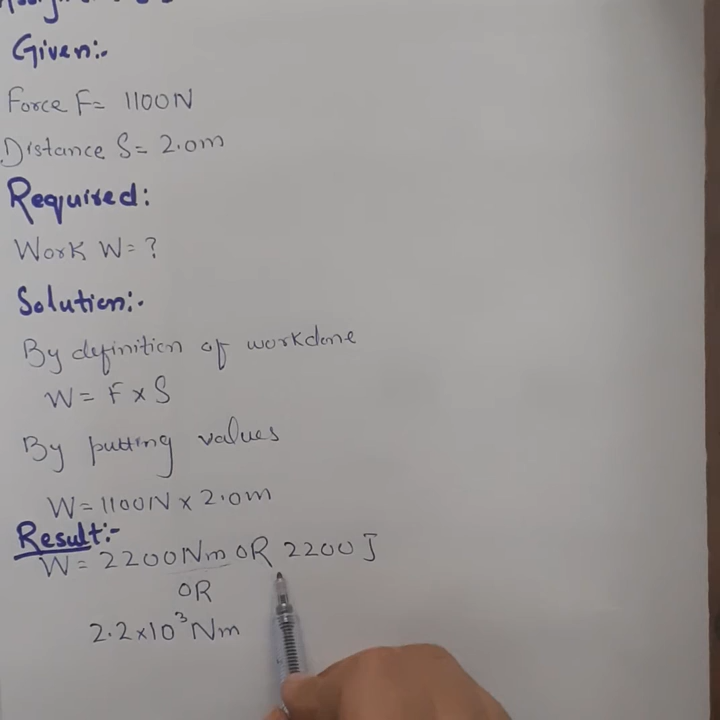 Given:-
Force F= 1100N
Distance S= 2.0m
Required:
Work W= ?
Solution:-
By definition of workdone
W= F x S
By putting values
W= 1100N x 2.0m
Result:-
W= 2200Nm OR 2200J
OR
2.2x10³ Nm